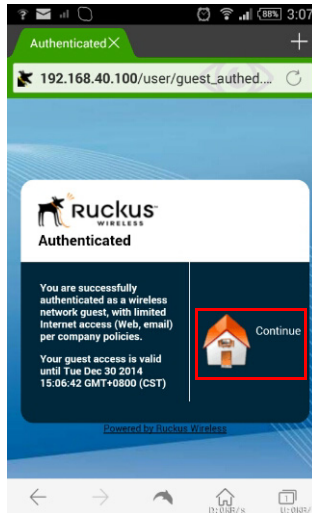 88% 3:07
Authenticated
192.168.40.100/user/guest_authed....
Ruckus
WIRELESS
Authenticated
You are successfully
authenticated as a wireless
network guest, with limited
Internet access (Web, email)
per company policies.
Continue
Your guest access is valid
until Tue Dec 30 2014
15:06:42 GMT+0800 (CST)
Powered by Ruckus Wireless
1